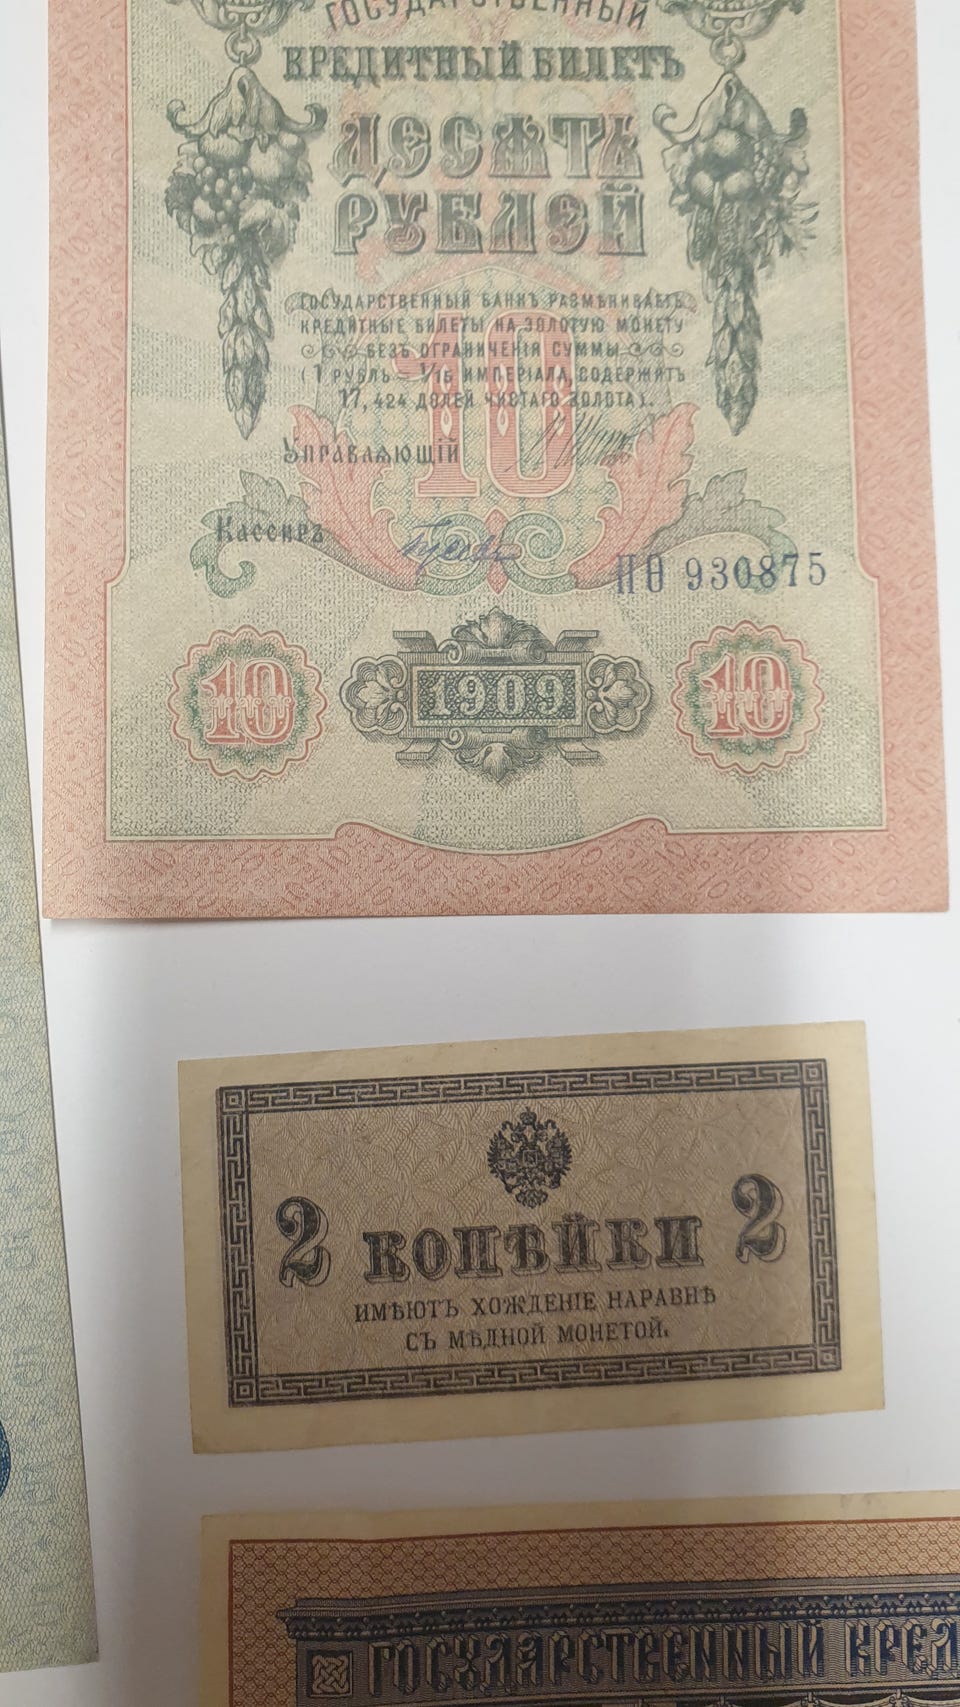 ГОСУДАРСТВЕННЫЙ
КРЕДИТНЫЙ БИЛЕТЪ
ДЕСЯТЬ
РУБЛЕЙ
ГОСУДАРСТВЕННЫЙ БАНКЪ РАЗМѢНИВАЕТЪ
КРЕДИТНЫЕ БИЛЕТЫ НА ЗОЛОТУЮ МОНЕТУ
БЕЗЪ ОГРАНИЧЕНІЯ СУММЫ
(1 РУБЛЬ = 1/15 ИМПЕРІАЛА, СОДЕРЖИТЪ
17,424 ДОЛЕЙ ЧИСТАГО ЗОЛОТА).
10
Управляющій
Кассиръ
НѲ 930875
10 1909 10
2 КОПѢЙКИ 2
ИМѢЮТЪ ХОЖДЕНІЕ НАРАВНѢ
СЪ МѢДНОЙ МОНЕТОЙ.
ГОСУДАРСТВЕННЫЙ КРЕД